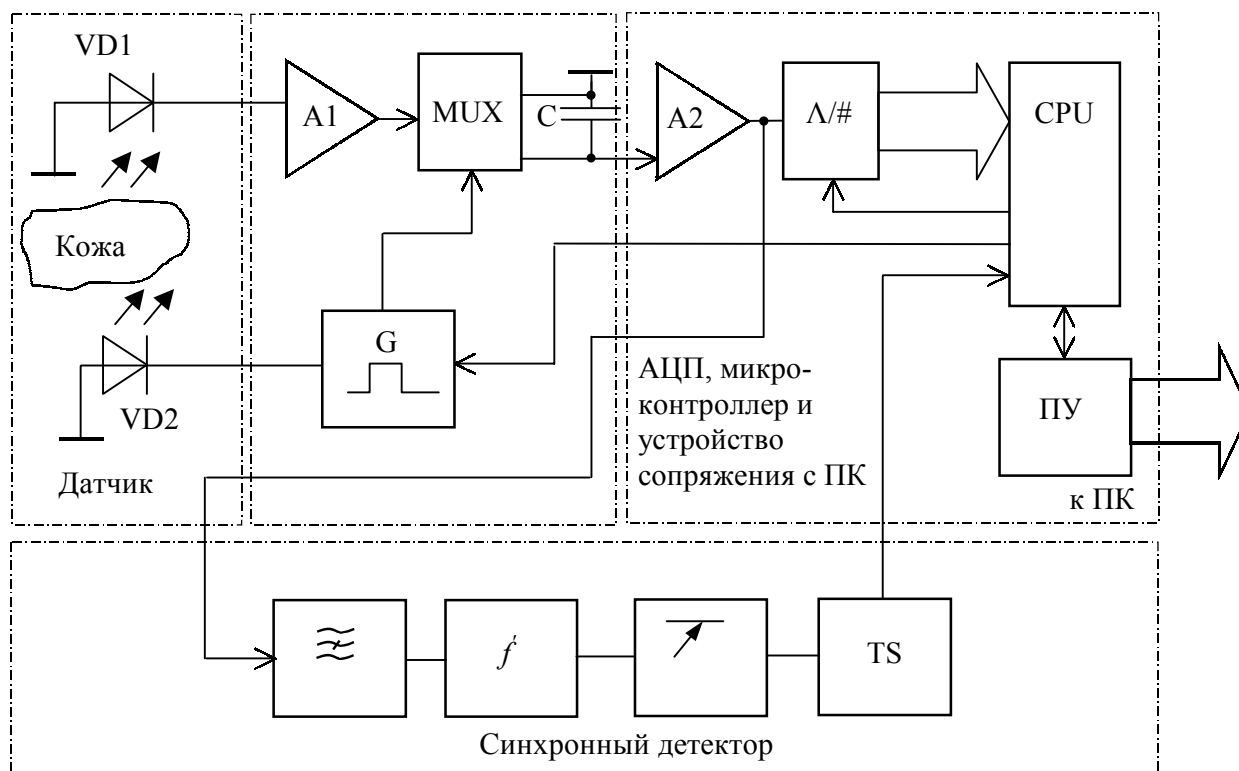 VD1
A1
MUX
C
A2
Λ/#
CPU
Кожа
G
VD2
Датчик
АЦП, микро-
контроллер и
устройство
сопряжения с ПК
ПУ
к ПК
f′
TS
Синхронный детектор